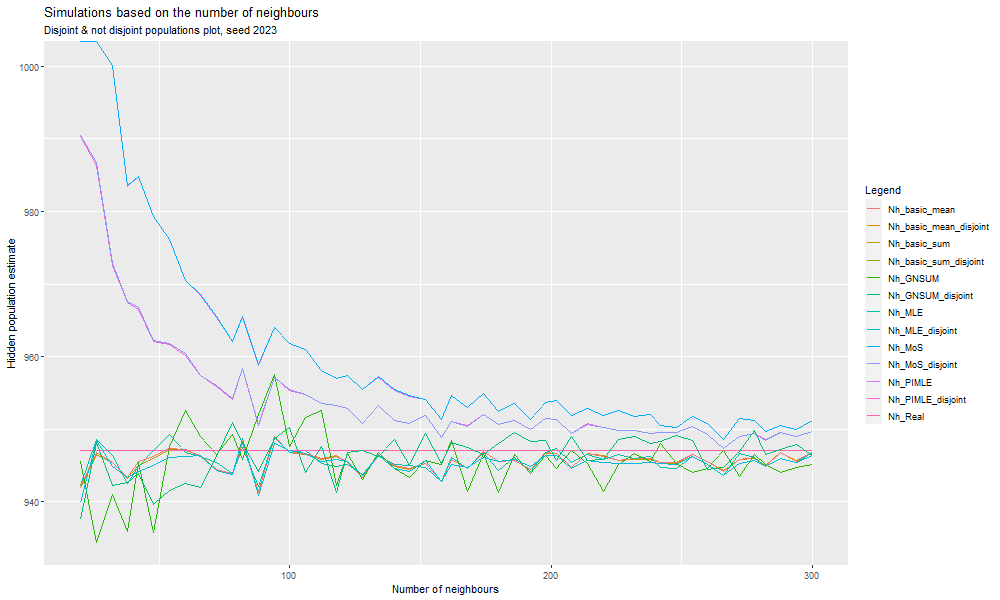 Simulations based on the number of neighbours
Disjoint & not disjoint populations plot, seed 2023
Hidden population estimate
1000
980
960
940
100
200
300
Number of neighbours
Legend
Nh_basic_mean
Nh_basic_mean_disjoint
Nh_basic_sum
Nh_basic_sum_disjoint
Nh_GNSUM
Nh_GNSUM_disjoint
Nh_MLE
Nh_MLE_disjoint
Nh_MoS
Nh_MoS_disjoint
Nh_PIMLE
Nh_PIMLE_disjoint
Nh_Real